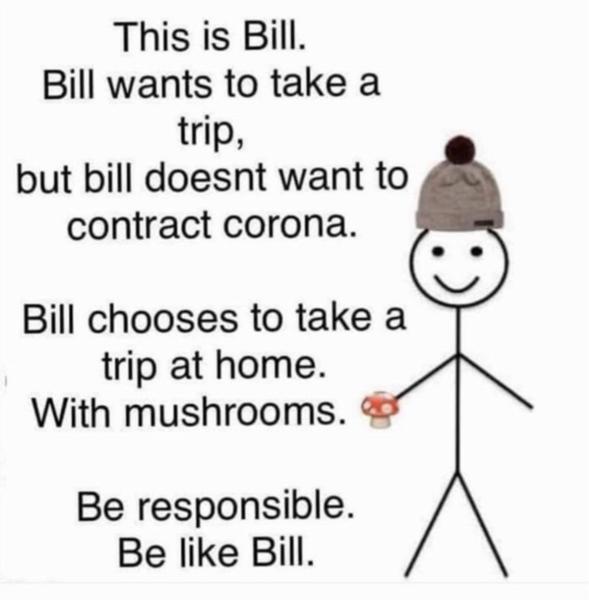 This is Bill.
Bill wants to take a
trip,
but bill doesnt want to
contract corona.
Bill chooses to take a
trip at home.
With mushrooms.
Be responsible.
Be like Bill.